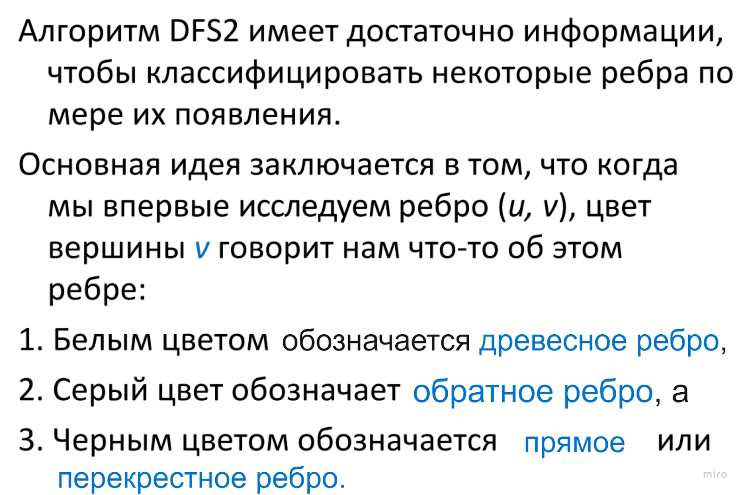 Алгоритм DFS2 имеет достаточно информации,
чтобы классифицировать некоторые ребра по
мере их появления.
Основная идея заключается в том, что когда
мы впервые исследуем ребро (u, v), цвет
вершины v говорит нам что-то об этом
ребре:
1. Белым цветом обозначается древесное ребро,
2. Серый цвет обозначает обратное ребро, а
3. Черным цветом обозначается прямое или
перекрестное ребро.
miro